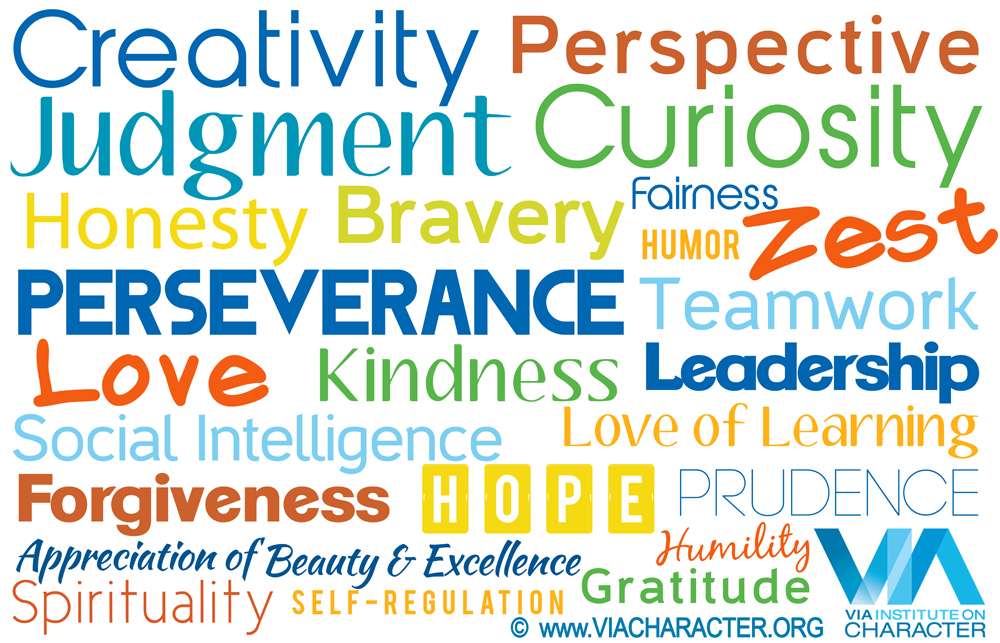 Creativity Perspective
Judgment Curiosity
Honesty Bravery Fairness
HUMOR Zest
PERSEVERANCE Teamwork
Love Kindness Leadership
Social Intelligence Love of Learning
Forgiveness HOPE PRUDENCE
Appreciation of Beauty & Excellence Humility
Spirituality SELF-REGULATION Gratitude
VIA
VIA INSTITUTE ON
CHARACTER
© www.VIACHARACTER.ORG